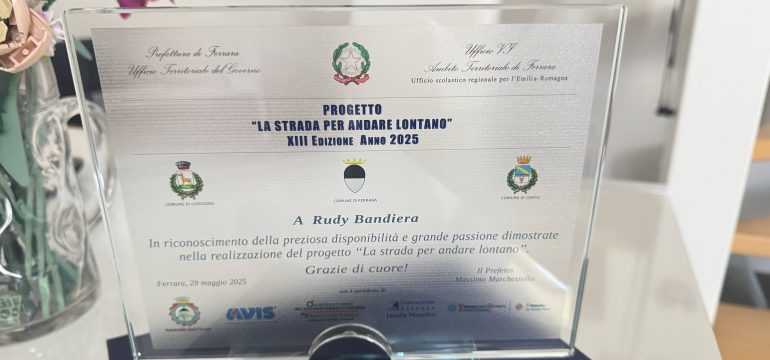 Prefettura di Ferrara
Ufficio Territoriale del Governo
Ufficio VI
Ambito Territoriale di Ferrara
Ufficio scolastico regionale per l'Emilia-Romagna
PROGETTO
"LA STRADA PER ANDARE LONTANO"
XIII EDIZIONE ANNO 2025
COMUNE DI CODIGORO
COMUNE DI FERRARA
COMUNE DI CENTO
A Rudy Bandiera
In riconoscimento della preziosa disponibilità e grande passione dimostrate
nella realizzazione del progetto "La strada per andare lontano".
Grazie di cuore!
Ferrara, 29 maggio 2025
Il Prefetto
Massimo Marchesiello
con il contributo di
AVIS
Fondazione
ESTENSE